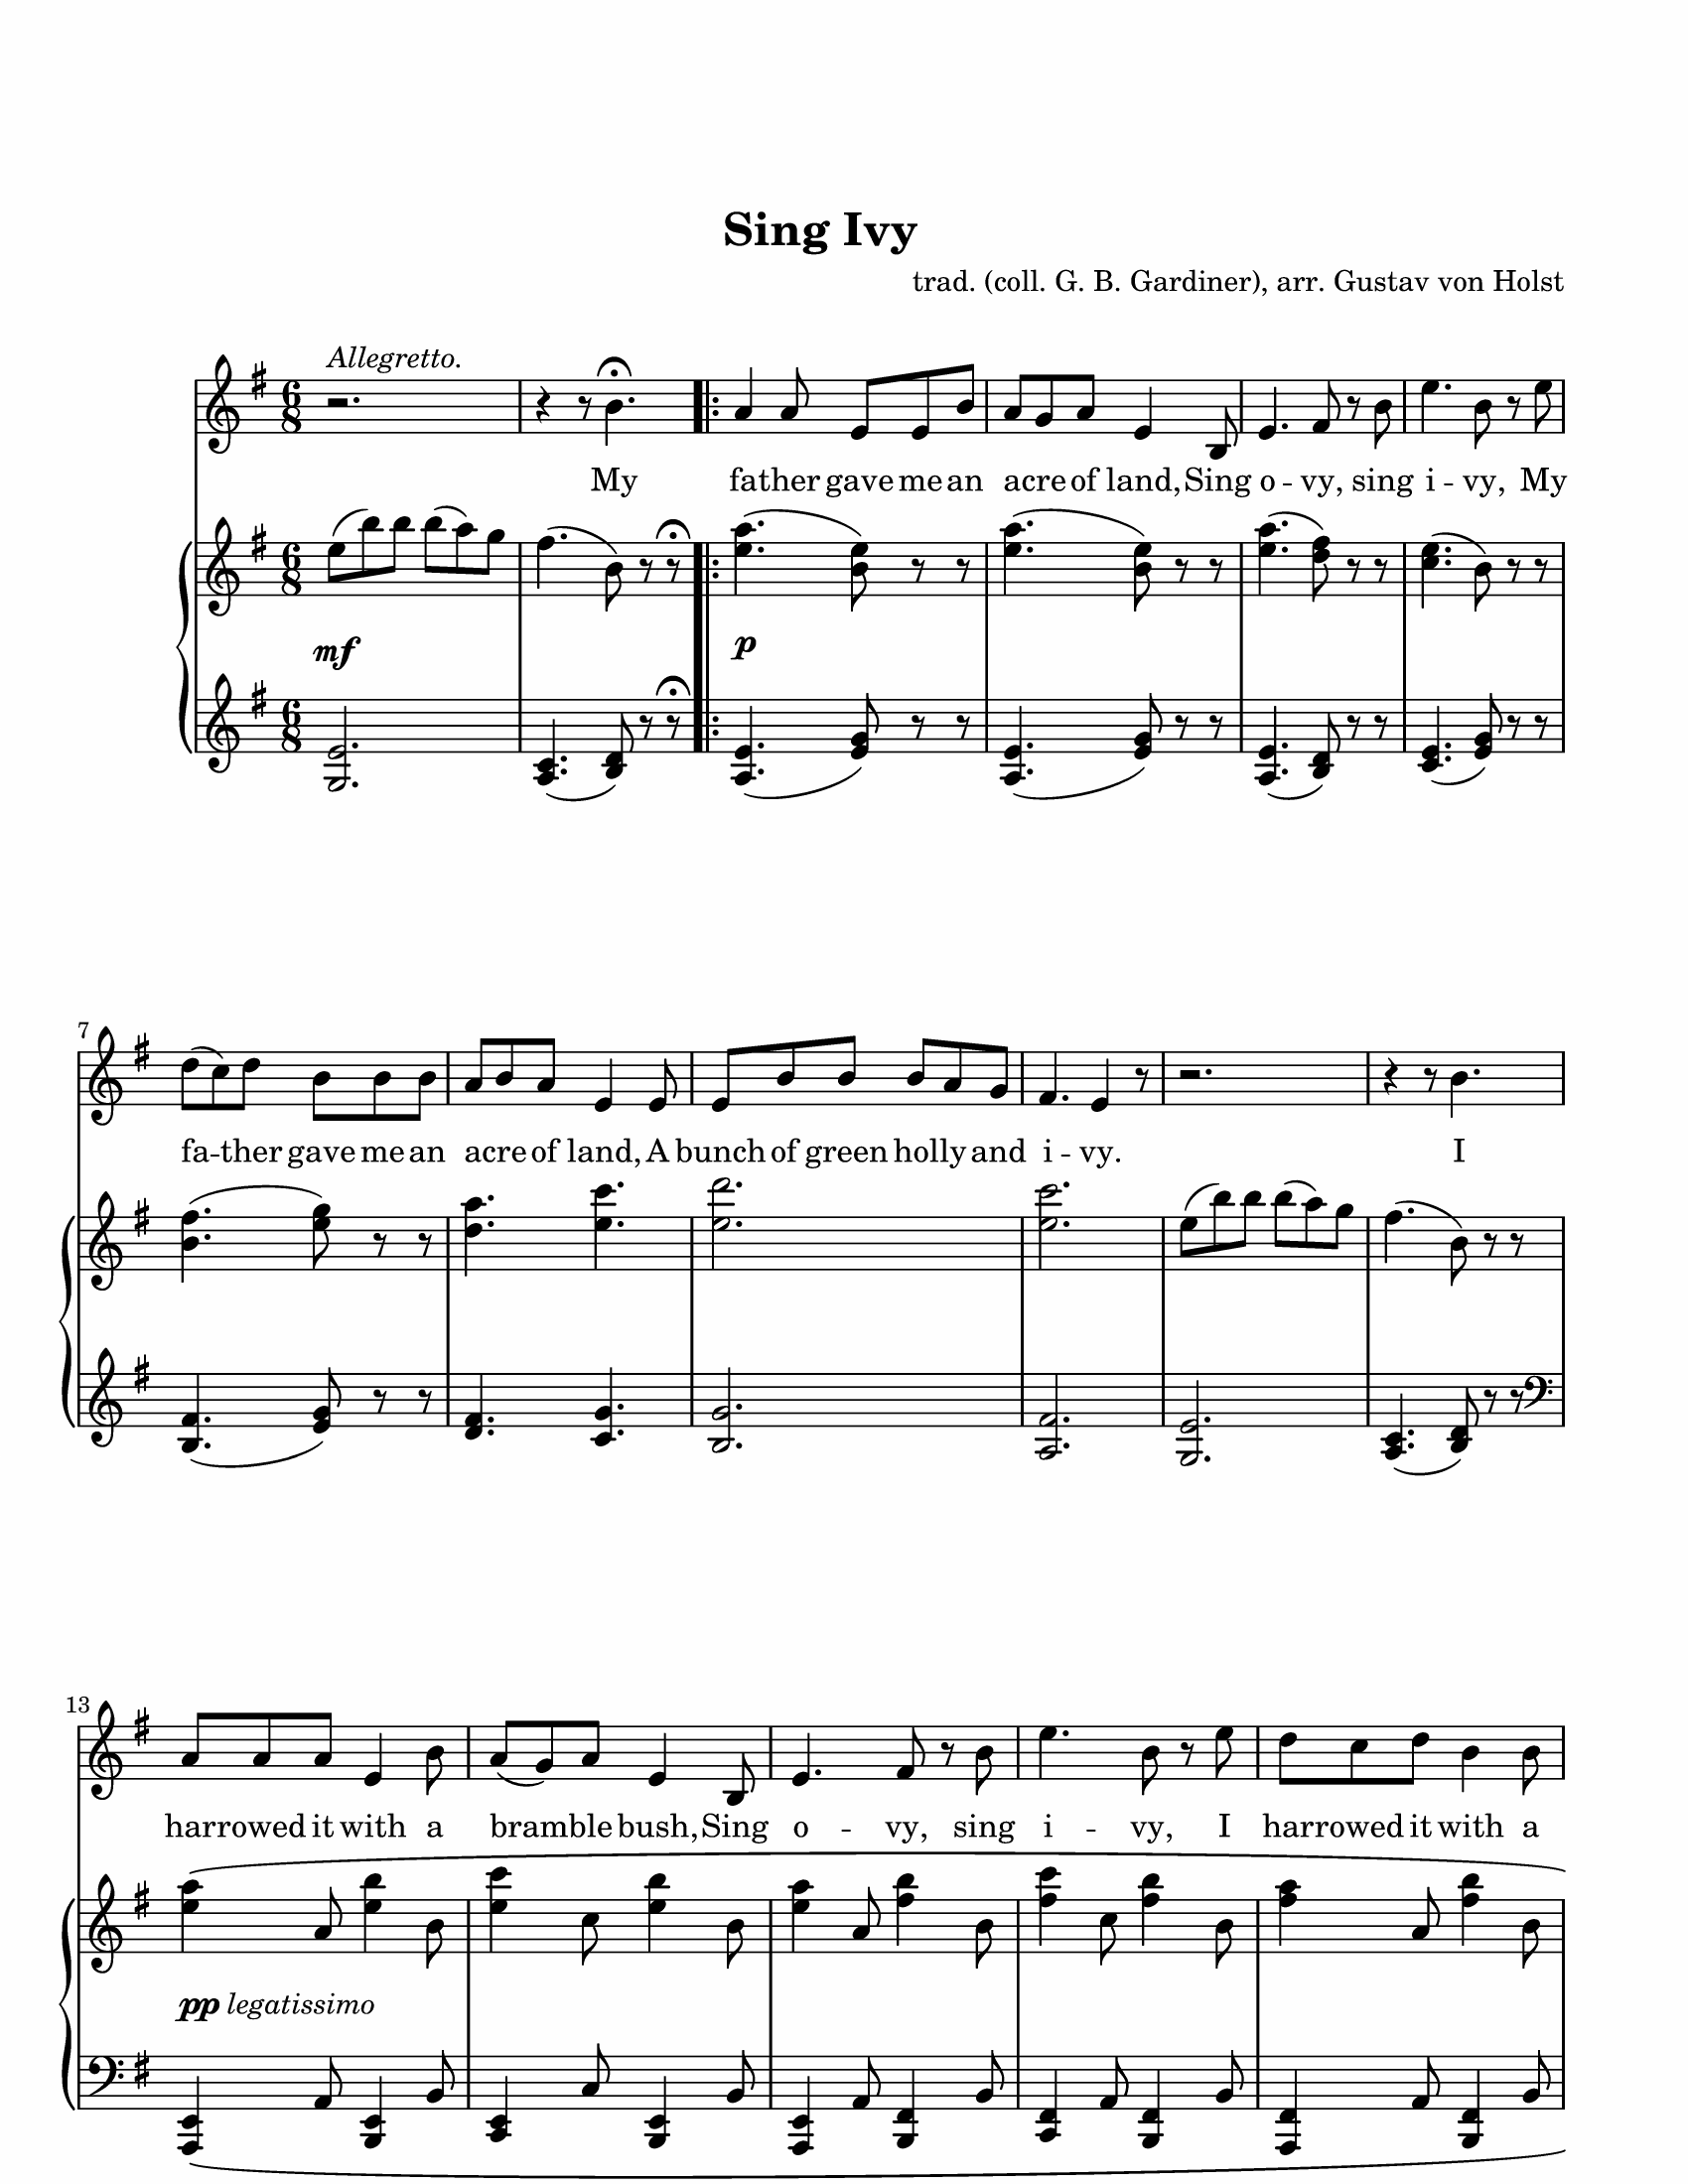 Sing Ivy
trad. (coll. G. B. Gardiner), arr. Gustav von Holst
Allegretto.
My father gave me an acre of land, Sing o -- vy, sing i -- vy, My
mf p
7
fa -- ther gave me an acre of land, A bunch of green holly and i -- vy. I
13
harrowed it with a bramble bush, Sing o -- vy, sing i -- vy, I harrowed it with a
pp legatissimo